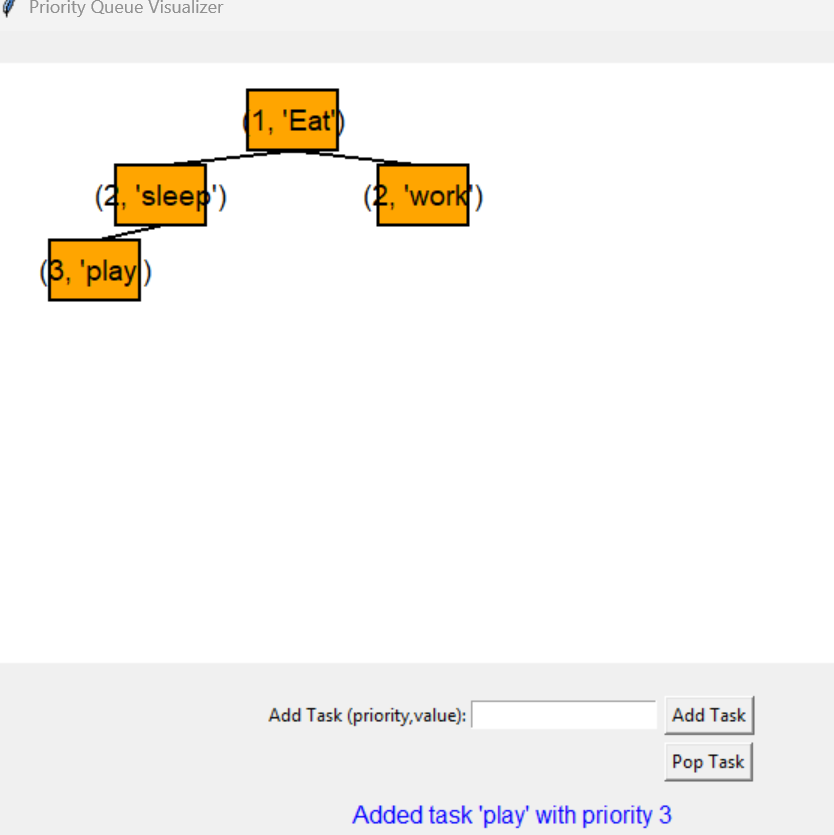 Priority Queue Visualizer
(1, 'Eat')
(2, 'sleep')
(2, 'work')
(3, 'play')
Add Task (priority,value):
Add Task
Pop Task
Added task 'play' with priority 3